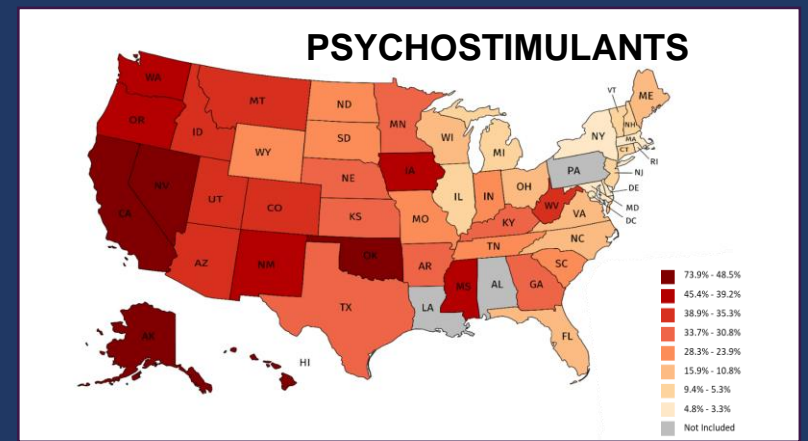 PSYCHOSTIMULANTS
WA
MT
ND
MN
VT
ME
OR
ID
SD
WI
NH
WY
MI
NY
MA
CT
RI
NV
NE
IA
PA
NJ
CA
UT
CO
IL
IN
OH
DE
KS
MO
WV
VA
MD
KY
DC
AZ
NM
OK
AR
TN
NC
SC
MS
AL
GA
TX
LA
FL
AK
HI
73.9% - 48.5%
45.4% - 39.2%
38.9% - 35.3%
33.7% - 30.8%
28.3% - 23.9%
15.9% - 10.8%
9.4% - 5.3%
4.8% - 3.3%
Not Included